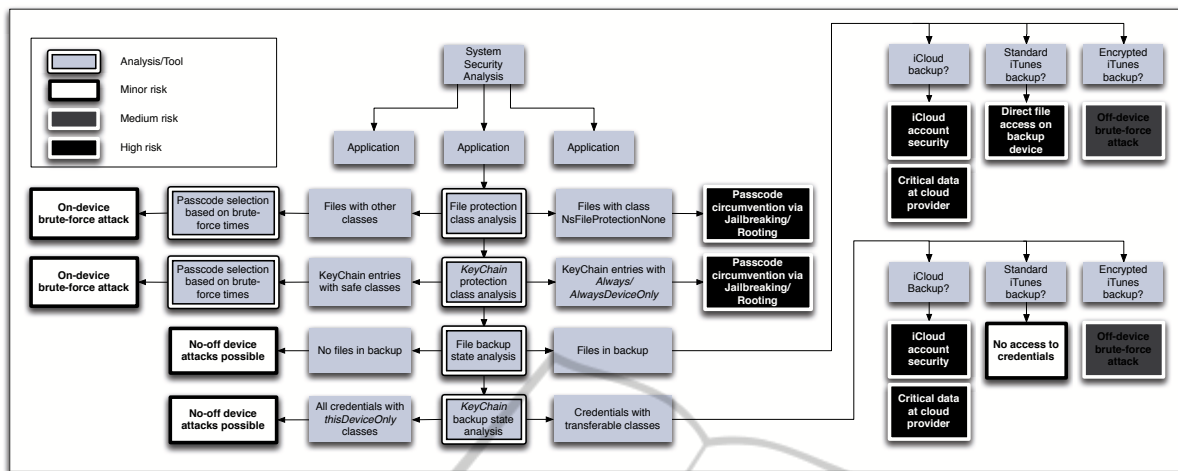 Analysis/Tool
Minor risk
Medium risk
High risk
System
Security
Analysis
Application
Application
Application
iCloud
backup?
Standard
iTunes
backup?
Encrypted
iTunes
backup?
iCloud
account
security
Direct file
access on
backup
device
Off-device
brute-force
attack
Critical data
at cloud
provider
On-device
brute-force attack
Passcode selection
based on brute-
force times
Files with other
classes
File protection
class analysis
Files with class
NsFileProtectionNone
Passcode
circumvention via
Jailbreaking/
Rooting
On-device
brute-force attack
Passcode selection
based on brute-
force times
KeyChain entries
with safe classes
KeyChain
protection
class analysis
KeyChain entries with
Always/
AlwaysDeviceOnly
Passcode
circumvention via
Jailbreaking/
Rooting
iCloud
Backup?
Standard
iTunes
backup?
Encrypted
iTunes
backup?
No-off device
attacks possible
No files in backup
File backup
state analysis
Files in backup
iCloud
account
security
No access to
credentials
Off-device
brute-force
attack
No-off device
attacks possible
All credentials with
thisDeviceOnly
classes
KeyChain
backup state
analysis
Credentials with
transferable classes
Critical data
at cloud
provider